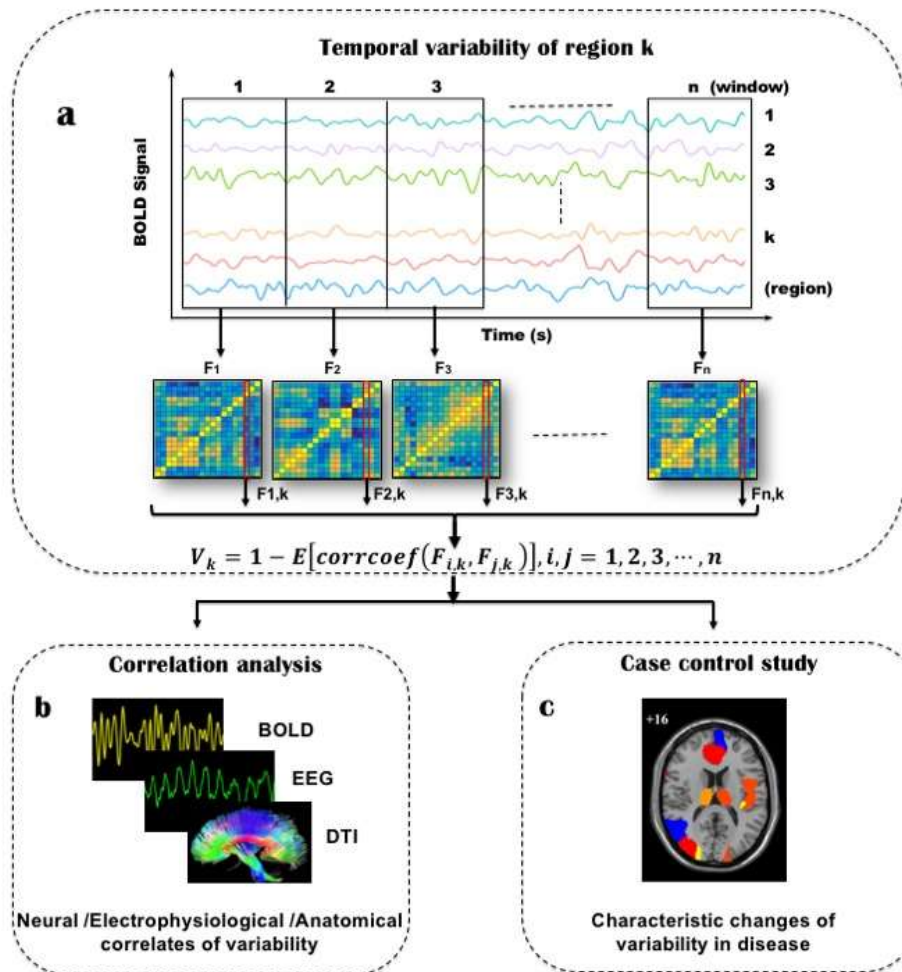 Temporal variability of region k
1 2 3 n (window)
a
BOLD Signal
1
2
3
k
(region)
Time (s)
F1 F2 F3 Fn
F1,k F2,k F3,k Fn,k
V_k = 1 − E[corrcoef(F_{i,k}, F_{j,k})], i, j = 1, 2, 3, ⋯, n
Correlation analysis
b
BOLD
EEG
DTI
Neural /Electrophysiological /Anatomical
correlates of variability
Case control study
c
+16
Characteristic changes of
variability in disease